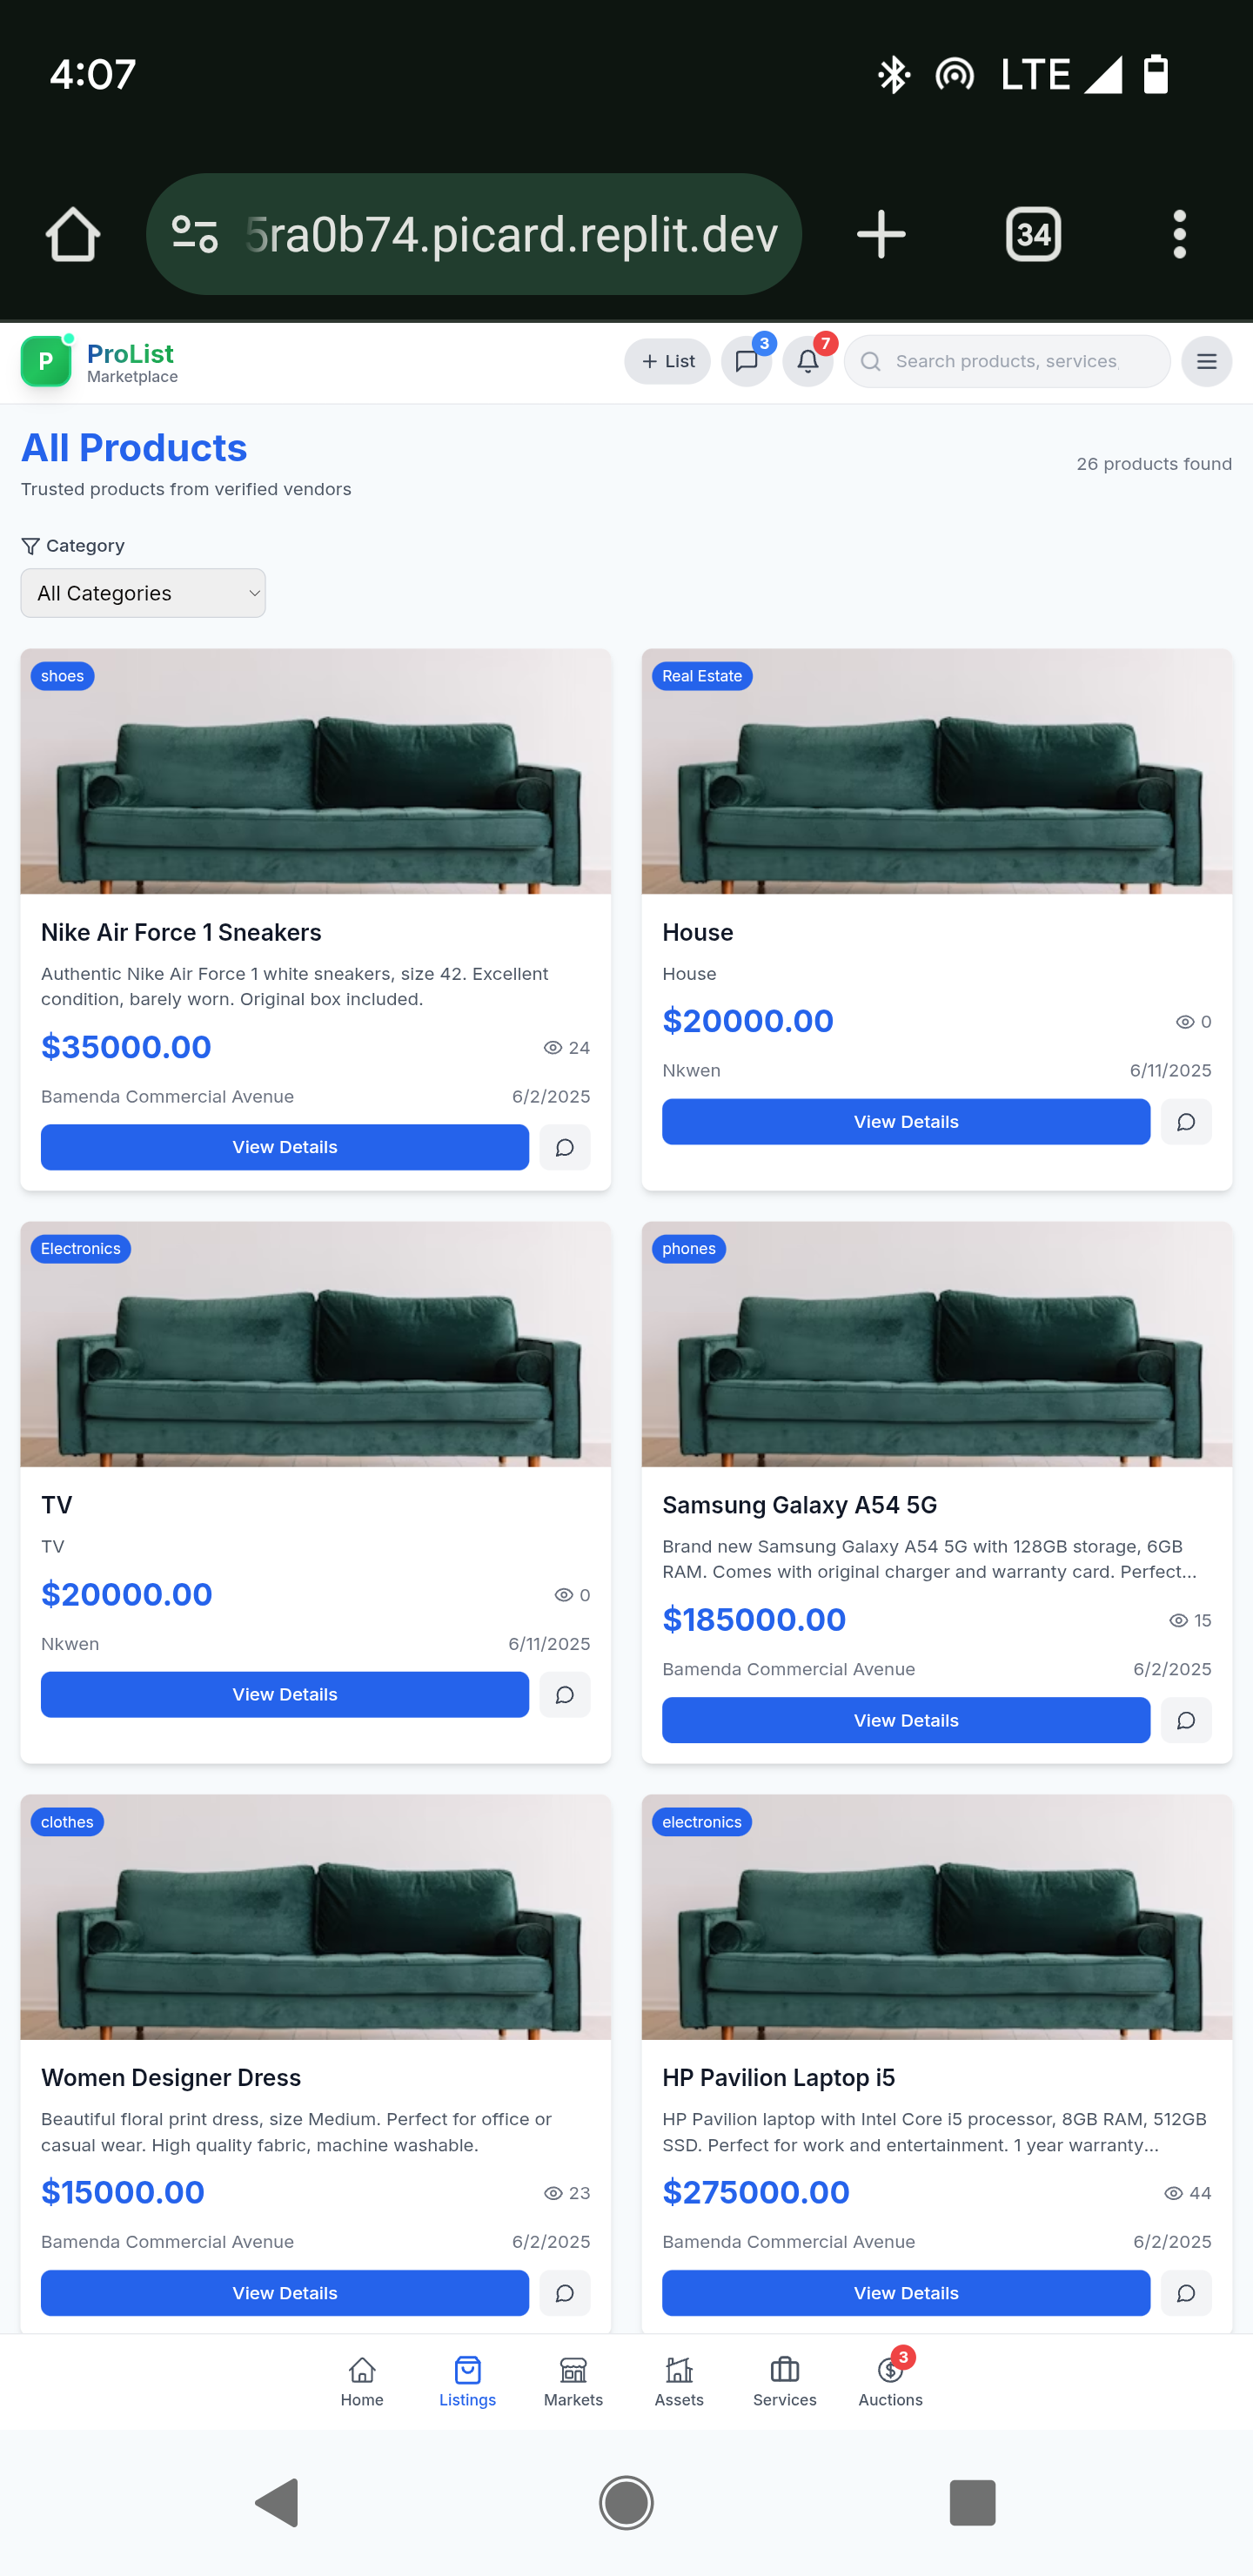 4:07
LTE
5ra0b74.picard.replit.dev
34
P
ProList
Marketplace
List
3
7
Search products, services,
All Products
26 products found
Trusted products from verified vendors
Category
All Categories
shoes
Nike Air Force 1 Sneakers
Authentic Nike Air Force 1 white sneakers, size 42. Excellent
condition, barely worn. Original box included.
$35000.00
24
Bamenda Commercial Avenue
6/2/2025
View Details
Real Estate
House
House
$20000.00
0
Nkwen
6/11/2025
View Details
Electronics
TV
TV
$20000.00
0
Nkwen
6/11/2025
View Details
phones
Samsung Galaxy A54 5G
Brand new Samsung Galaxy A54 5G with 128GB storage, 6GB
RAM. Comes with original charger and warranty card. Perfect...
$185000.00
15
Bamenda Commercial Avenue
6/2/2025
View Details
clothes
Women Designer Dress
Beautiful floral print dress, size Medium. Perfect for office or
casual wear. High quality fabric, machine washable.
$15000.00
23
Bamenda Commercial Avenue
6/2/2025
View Details
electronics
HP Pavilion Laptop i5
HP Pavilion laptop with Intel Core i5 processor, 8GB RAM, 512GB
SSD. Perfect for work and entertainment. 1 year warranty...
$275000.00
44
Bamenda Commercial Avenue
6/2/2025
View Details
Home
Listings
Markets
Assets
Services
3
Auctions